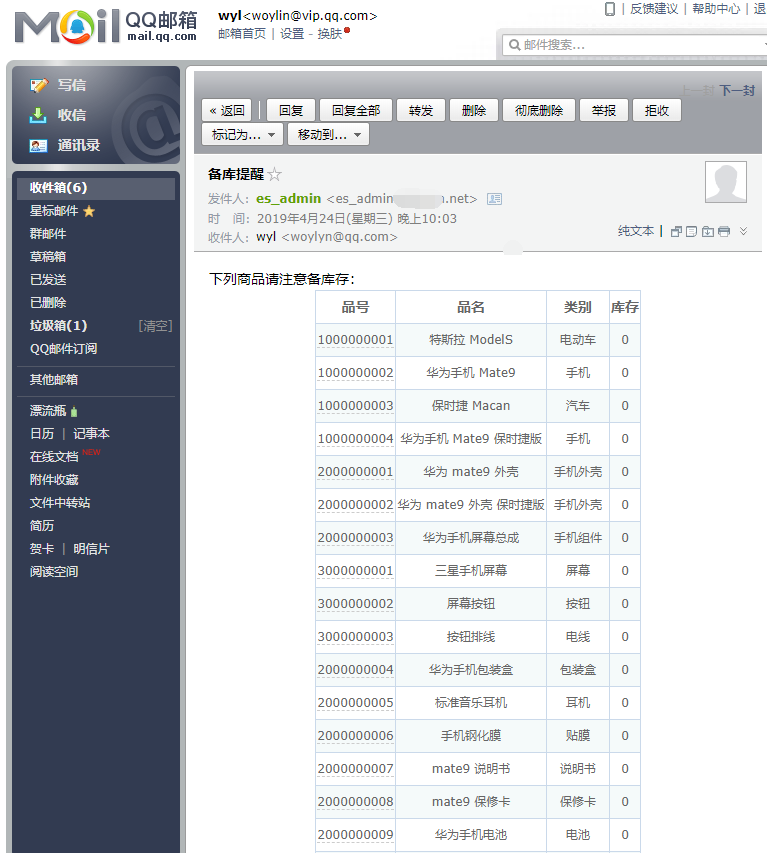 Mail QQ邮箱
mail.qq.com
wyl<woylin@vip.qq.com>
邮箱首页 | 设置 - 换肤
| 反馈建议 | 帮助中心 | 退
邮件搜索...
写信
收信
通讯录
收件箱(6)
星标邮件
群邮件
草稿箱
已发送
已删除
垃圾箱(1) [清空]
QQ邮件订阅
其他邮箱
漂流瓶
日历 | 记事本
在线文档 NEW
附件收藏
文件中转站
简历
贺卡 | 明信片
阅读空间
上一封 下一封
« 返回 回复 回复全部 转发 删除 彻底删除 举报 拒收
标记为... 移动到...
备库提醒
发件人: es_admin <es_admin .net>
时 间: 2019年4月24日(星期三) 晚上10:03
收件人: wyl <woylyn@qq.com>
纯文本 |
下列商品请注意备库存：
品号 品名 类别 库存
1000000001 特斯拉 ModelS 电动车 0
1000000002 华为手机 Mate9 手机 0
1000000003 保时捷 Macan 汽车 0
1000000004 华为手机 Mate9 保时捷版 手机 0
2000000001 华为 mate9 外壳 手机外壳 0
2000000002 华为 mate9 外壳 保时捷版 手机外壳 0
2000000003 华为手机屏幕总成 手机组件 0
3000000001 三星手机屏幕 屏幕 0
3000000002 屏幕按钮 按钮 0
3000000003 按钮排线 电线 0
2000000004 华为手机包装盒 包装盒 0
2000000005 标准音乐耳机 耳机 0
2000000006 手机钢化膜 贴膜 0
2000000007 mate9 说明书 说明书 0
2000000008 mate9 保修卡 保修卡 0
2000000009 华为手机电池 电池 0